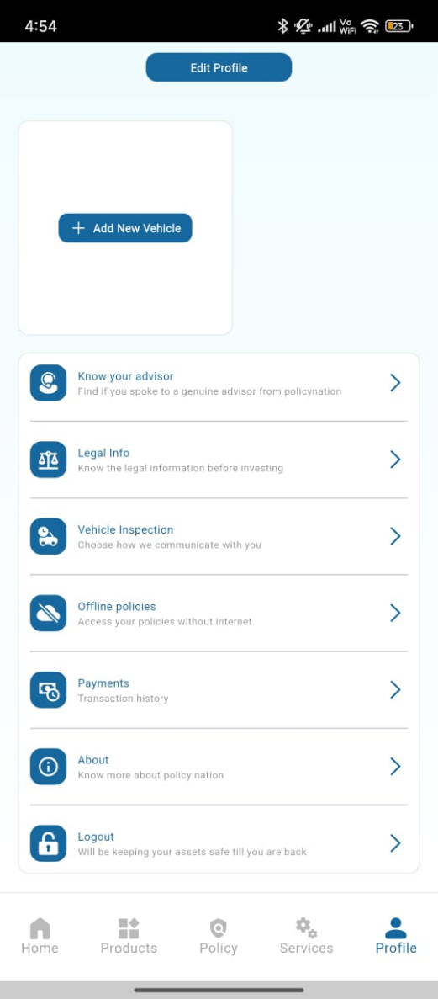 4:54
Vo
WiFi
23
Edit Profile
Add New Vehicle
Know your advisor
Find if you spoke to a genuine advisor from policynation
Legal Info
Know the legal information before investing
Vehicle Inspection
Choose how we communicate with you
Offline policies
Access your policies without internet
Payments
Transaction history
About
Know more about policy nation
Logout
Will be keeping your assets safe till you are back
Home
Products
Policy
Services
Profile